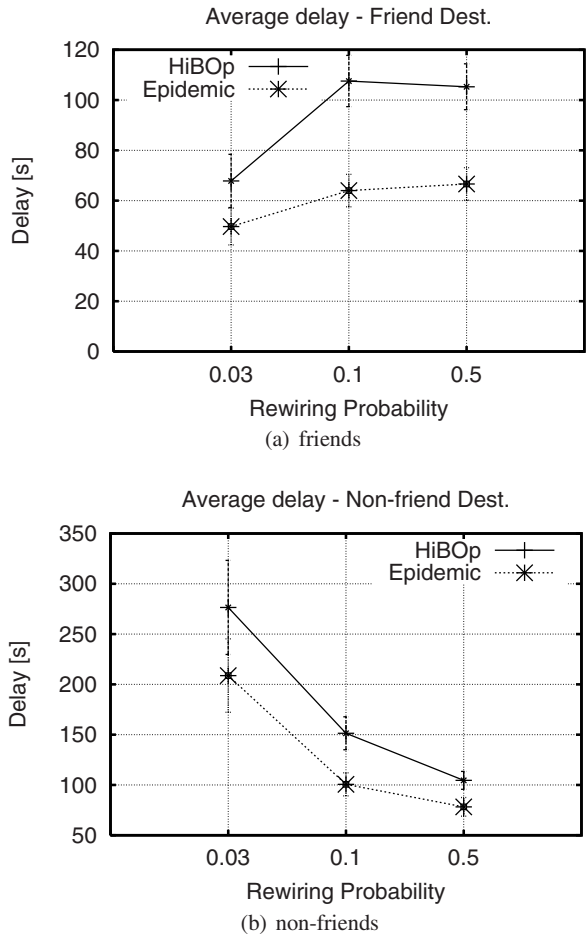 Average delay - Friend Dest.
120
100
80
60
40
20
0
HiBOp
Epidemic
Delay [s]
0.03 0.1 0.5
Rewiring Probability
(a) friends
Average delay - Non-friend Dest.
350
300
250
200
150
100
50
HiBOp
Epidemic
Delay [s]
0.03 0.1 0.5
Rewiring Probability
(b) non-friends